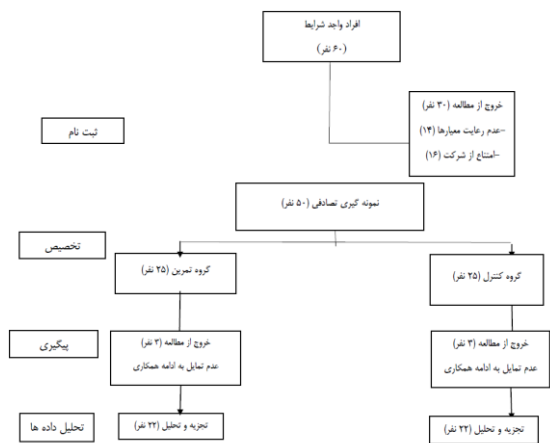 افراد واجد شرایط
(۶۰ نفر)
خروج از مطالعه (۳۰ نفر)
-عدم رعایت معیارها (۱۴)
-امتناع از شرکت (۱۶)
ثبت نام
نمونه گیری تصادفی (۵۰ نفر)
تخصیص
گروه تمرین (۲۵ نفر)
گروه کنترل (۲۵ نفر)
پیگیری
خروج از مطالعه (۳ نفر)
عدم تمایل به ادامه همکاری
خروج از مطالعه (۳ نفر)
عدم تمایل به ادامه همکاری
تحلیل داده ها
تجزیه و تحلیل (۲۲ نفر)
تجزیه و تحلیل (۲۲ نفر)